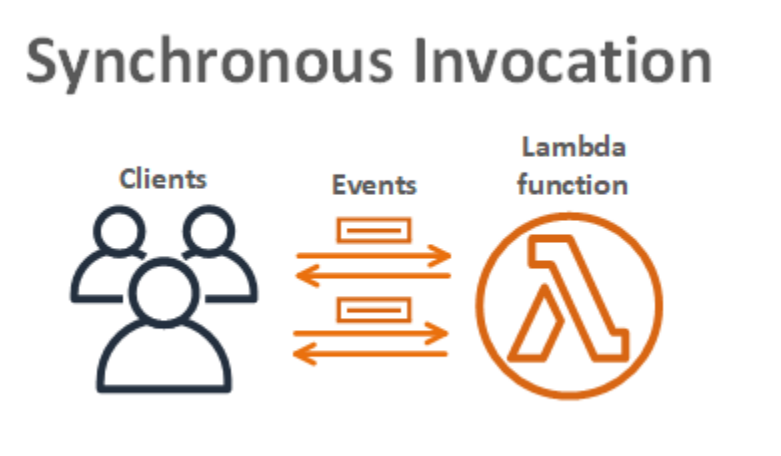 Synchronous Invocation
Clients
Events
Lambda
function